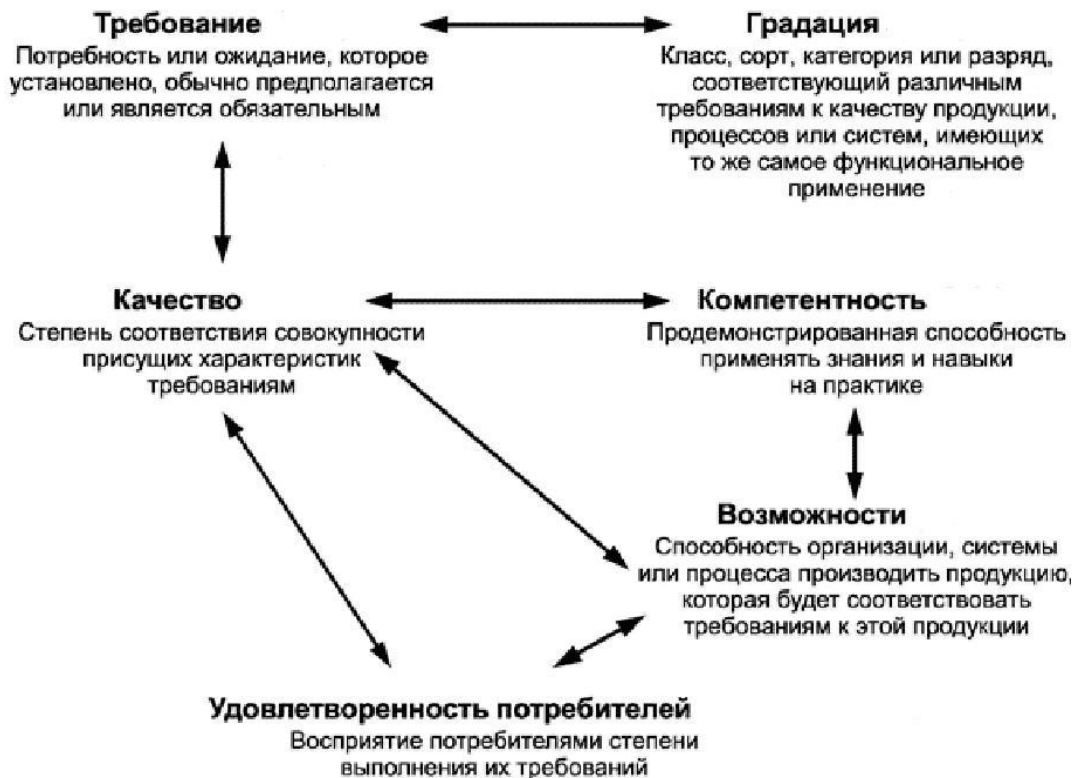 Требование
Потребность или ожидание, которое
установлено, обычно предполагается
или является обязательным
Градация
Класс, сорт, категория или разряд,
соответствующий различным
требованиям к качеству продукции,
процессов или систем, имеющих
то же самое функциональное
применение
Качество
Степень соответствия совокупности
присущих характеристик
требованиям
Компетентность
Продемонстрированная способность
применять знания и навыки
на практике
Возможности
Способность организации, системы
или процесса производить продукцию,
которая будет соответствовать
требованиям к этой продукции
Удовлетворенность потребителей
Восприятие потребителями степени
выполнения их требований